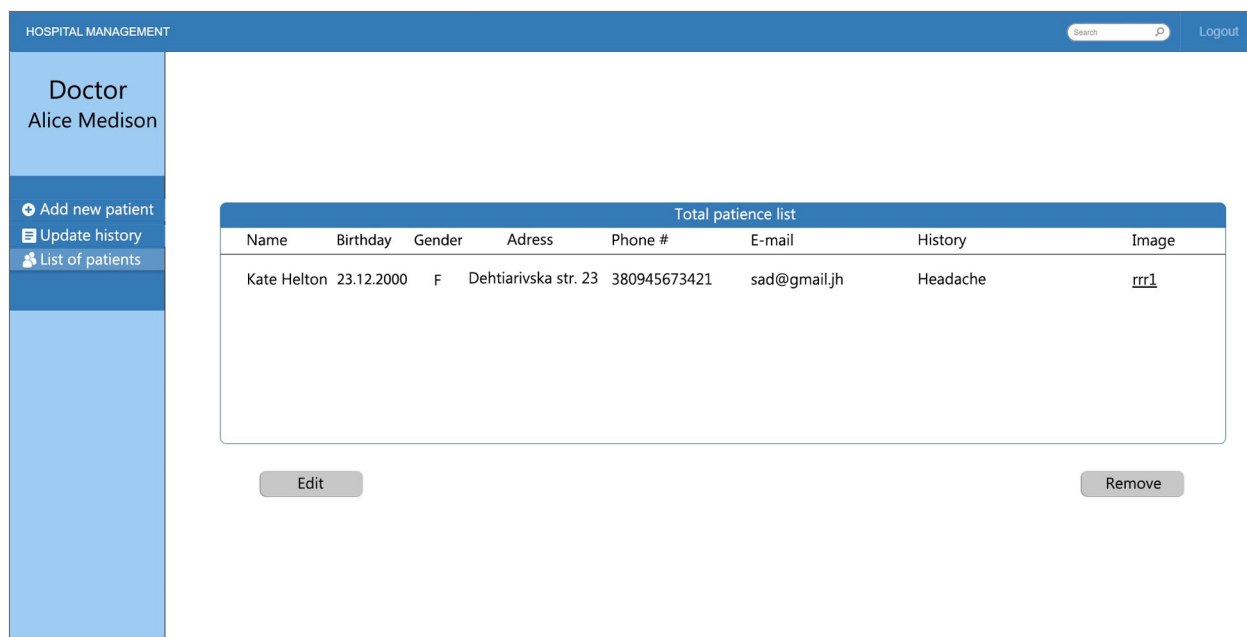 HOSPITAL MANAGEMENT Search Logout
Doctor
Alice Medison
Add new patient
Update history
List of patients
Total patience list
Name Birthday Gender Adress Phone # E-mail History Image
Kate Helton 23.12.2000 F Dehtiarivska str. 23 380945673421 sad@gmail.jh Headache rrr1
Edit Remove